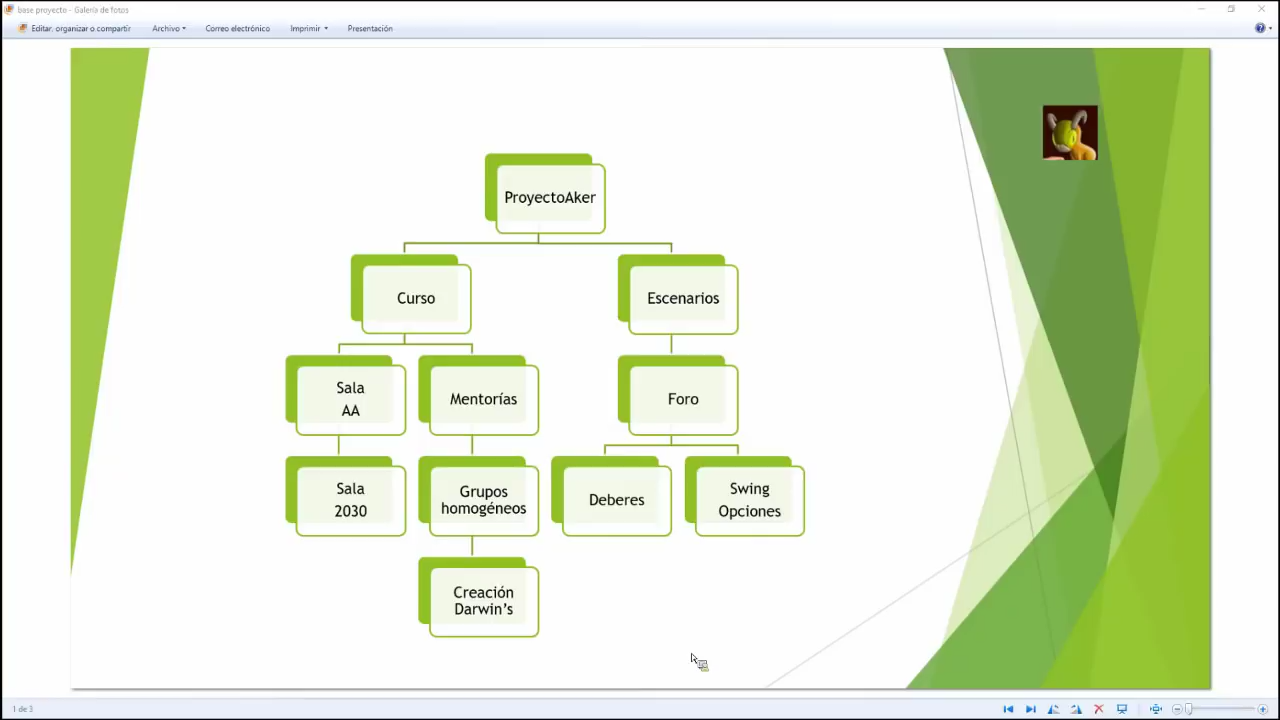 base proyecto - Galería de fotos
Editar, organizar o compartir
Archivo
Correo electrónico
Imprimir
Presentación
ProyectoAker
Curso
Escenarios
Sala
AA
Mentorías
Foro
Sala
2030
Grupos
homogéneos
Deberes
Swing
Opciones
Creación
Darwin's
1 de 3